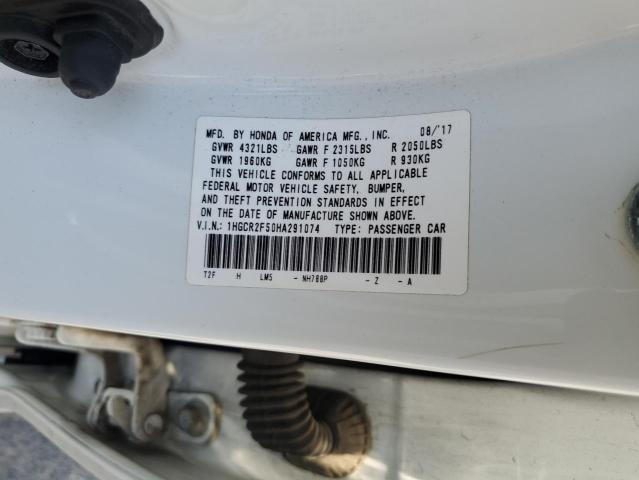 MFD. BY HONDA OF AMERICA MFG., INC. 08/'17
GVWR 4321LBS GAWR F 2315LBS R 2050LBS
GVWR 1960KG GAWR F 1050KG R 930KG
THIS VEHICLE CONFORMS TO ALL APPLICABLE
FEDERAL MOTOR VEHICLE SAFETY, BUMPER,
AND THEFT PREVENTION STANDARDS IN EFFECT
ON THE DATE OF MANUFACTURE SHOWN ABOVE.
V.I.N.: 1HGCR2F50HA291074 TYPE: PASSENGER CAR
T2F H LM5 - NH788P - Z - A